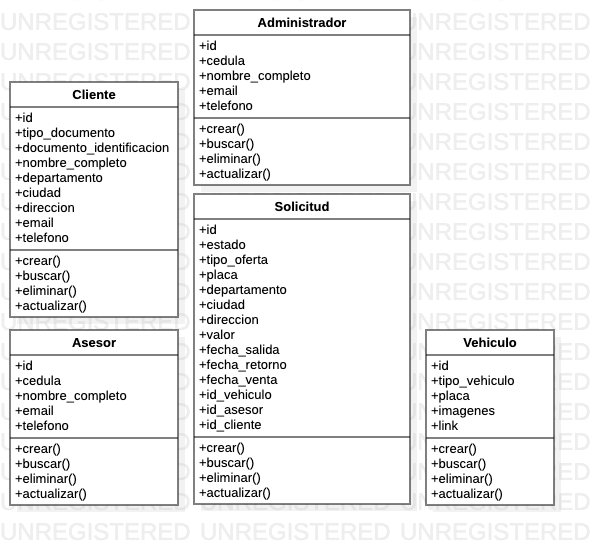 Administrador
+id
+cedula
+nombre_completo
+email
+telefono
+crear()
+buscar()
+eliminar()
+actualizar()
Cliente
+id
+tipo_documento
+documento_identificacion
+nombre_completo
+departamento
+ciudad
+direccion
+email
+telefono
+crear()
+buscar()
+eliminar()
+actualizar()
Solicitud
+id
+estado
+tipo_oferta
+placa
+departamento
+ciudad
+direccion
+valor
+fecha_salida
+fecha_retorno
+fecha_venta
+id_vehiculo
+id_asesor
+id_cliente
+crear()
+buscar()
+eliminar()
+actualizar()
Asesor
+id
+cedula
+nombre_completo
+email
+telefono
+crear()
+buscar()
+eliminar()
+actualizar()
Vehiculo
+id
+tipo_vehiculo
+placa
+imagenes
+link
+crear()
+buscar()
+eliminar()
+actualizar()
UNREGISTERED UNREGISTERED UNREGISTERED